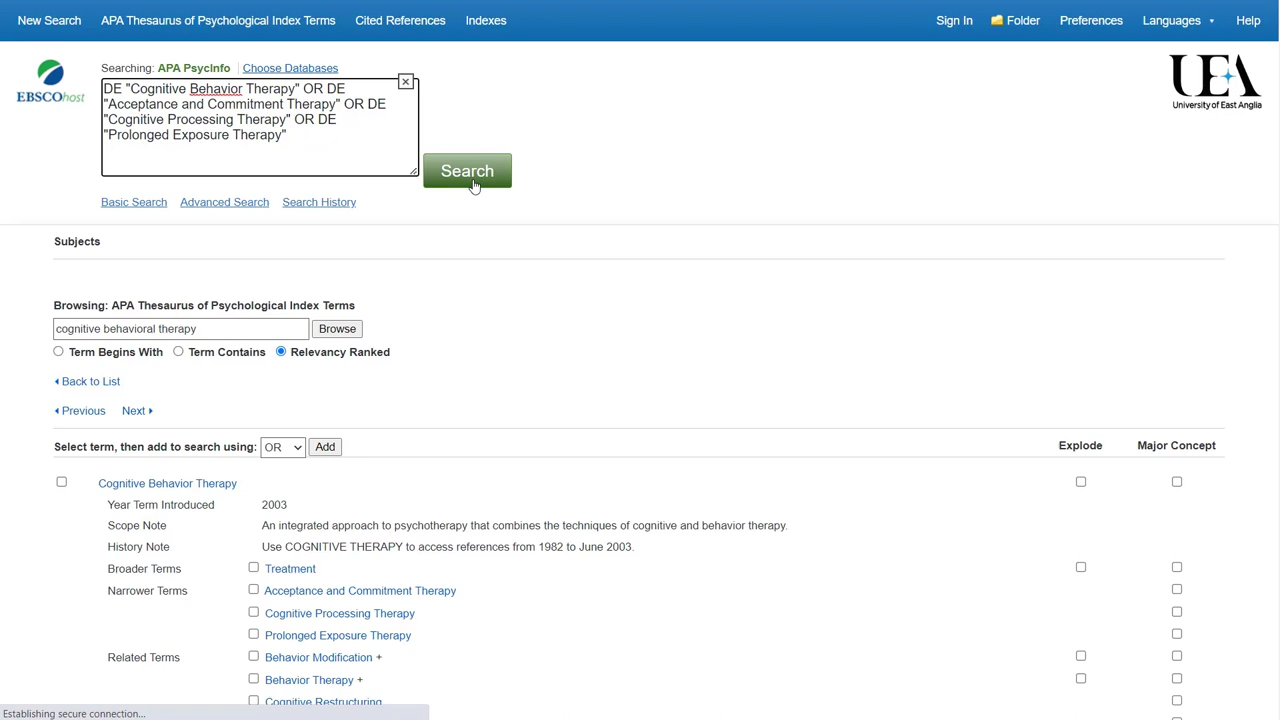 New Search APA Thesaurus of Psychological Index Terms Cited References Indexes Sign In Folder Preferences Languages Help
Searching: APA PsycInfo Choose Databases
EBSCOhost
DE "Cognitive Behavior Therapy" OR DE
"Acceptance and Commitment Therapy" OR DE
"Cognitive Processing Therapy" OR DE
"Prolonged Exposure Therapy"
Search
UEA
University of East Anglia
Basic Search Advanced Search Search History
Subjects
Browsing: APA Thesaurus of Psychological Index Terms
cognitive behavioral therapy Browse
Term Begins With Term Contains Relevancy Ranked
Back to List
Previous Next
Select term, then add to search using: OR Add Explode Major Concept
Cognitive Behavior Therapy
Year Term Introduced 2003
Scope Note An integrated approach to psychotherapy that combines the techniques of cognitive and behavior therapy.
History Note Use COGNITIVE THERAPY to access references from 1982 to June 2003.
Broader Terms Treatment
Narrower Terms Acceptance and Commitment Therapy
Cognitive Processing Therapy
Prolonged Exposure Therapy
Related Terms Behavior Modification +
Behavior Therapy +
Cognitive Restructuring
Establishing secure connection...